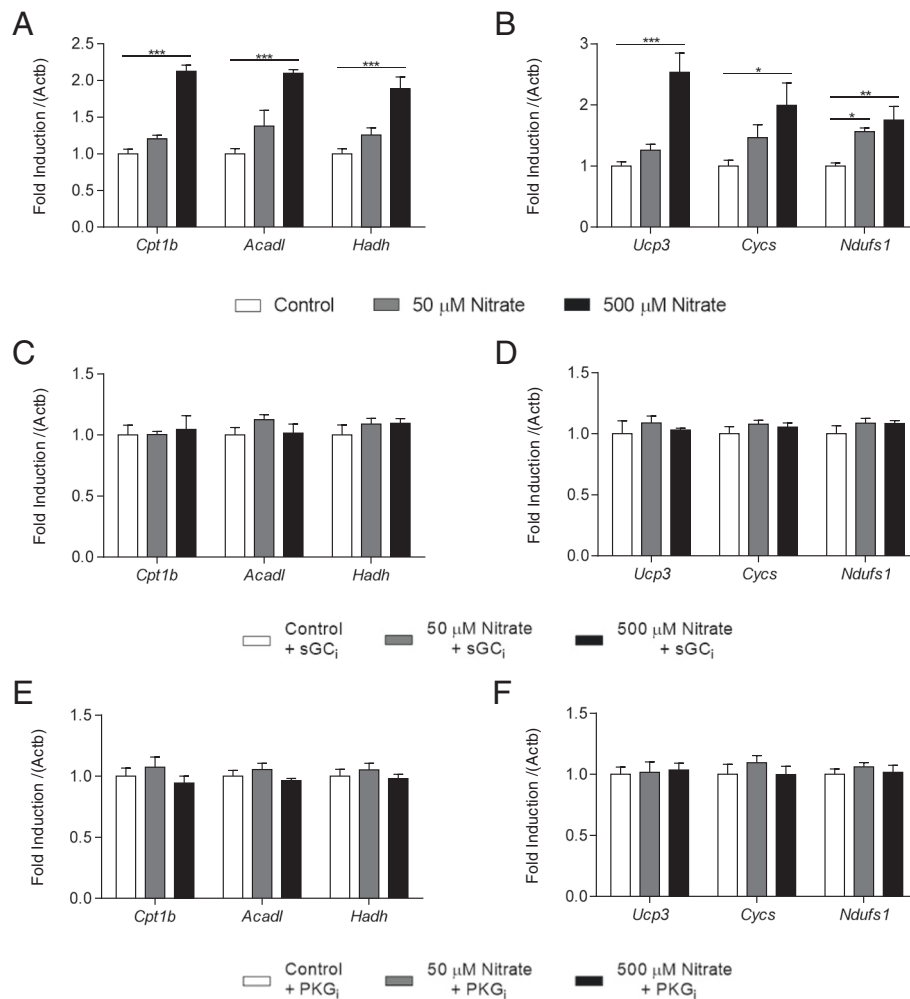 A
Fold Induction /(Actb)
2.5
2.0
1.5
1.0
0.5
0.0
***
***
***
Cpt1b
Acadl
Hadh
B
Fold Induction /(Actb)
3
2
1
0
***
*
**
*
Ucp3
Cycs
Ndufs1
Control
50 μM Nitrate
500 μM Nitrate
C
Fold Induction /(Actb)
1.5
1.0
0.5
0.0
Cpt1b
Acadl
Hadh
D
Fold Induction /(Actb)
1.5
1.0
0.5
0.0
Ucp3
Cycs
Ndufs1
Control
+ sGCi
50 μM Nitrate
+ sGCi
500 μM Nitrate
+ sGCi
E
Fold Induction /(Actb)
1.5
1.0
0.5
0.0
Cpt1b
Acadl
Hadh
F
Fold Induction /(Actb)
1.5
1.0
0.5
0.0
Ucp3
Cycs
Ndufs1
Control
+ PKGi
50 μM Nitrate
+ PKGi
500 μM Nitrate
+ PKGi